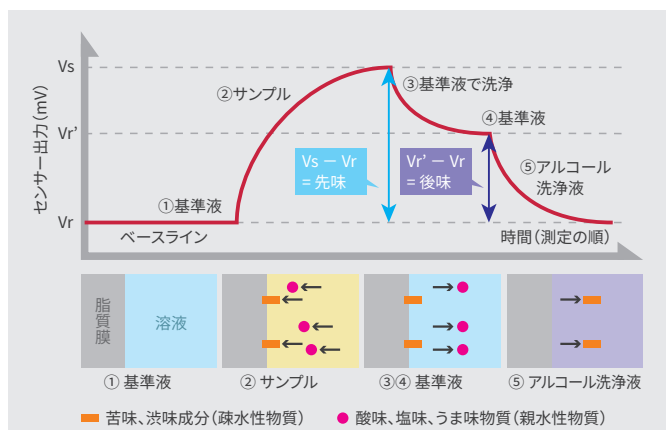 Vs
Vr’
Vr
センサー出力(mV)
②サンプル
③基準液で洗浄
④基準液
⑤アルコール
洗浄液
Vs − Vr
= 先味
Vr’ − Vr
= 後味
①基準液
ベースライン
時間(測定の順)
脂質膜
溶液
① 基準液
② サンプル
③④ 基準液
⑤ アルコール洗浄液
苦味、渋味成分(疎水性物質)
酸味、塩味、うま味物質(親水性物質)